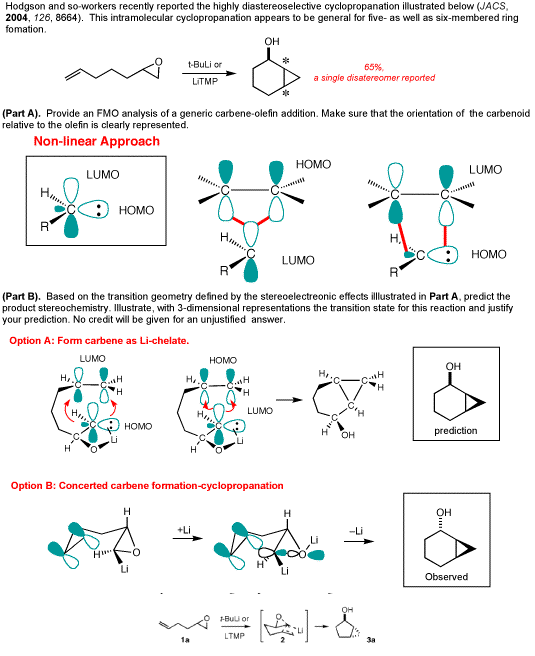 Hodgson and so-workers recently reported the highly diastereoselective cyclopropanation illustrated below (JACS,
2004, 126, 8664). This intramolecular cyclopropanation appears to be general for five- as well as six-membered ring
fomation.
OH
O
t-BuLi or
LiTMP
*
*
65%,
a single disatereomer reported
(Part A). Provide an FMO analysis of a generic carbene-olefin addition. Make sure that the orientation of the carbenoid
relative to the olefin is clearly represented.
Non-linear Approach
LUMO
H
C
HOMO
R
HOMO
C C
H
C
R
LUMO
LUMO
C C
H
C
R
HOMO
(Part B). Based on the transition geometry defined by the stereoelectreonic effects illlustrated in Part A, predict the
product stereochemistry. Illustrate, with 3-dimensional representations the transition state for this reaction and justify
your prediction. No credit will be given for an unjustified answer.
Option A: Form carbene as Li-chelate.
LUMO
H C C H
H
H C
HOMO
H C Li
O
HOMO
H C C H
H
LUMO
H C
H C Li
O
H C C H
H
C
H
H
OH
OH
prediction
Option B: Concerted carbene formation-cyclopropanation
H
O
H
Li
+Li
H
Li
O
H
Li
–Li
OH
Observed
O
1a
t-BuLi or
LTMP
O
Li
2
OH
3a